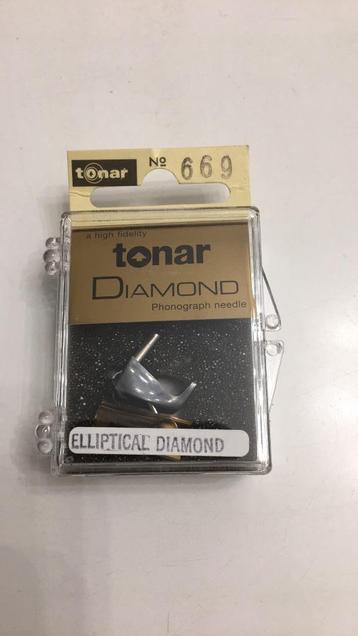 tonar No 669
a high fidelity
tonar
DIAMOND
Phonograph needle
ELLIPTICAL DIAMOND